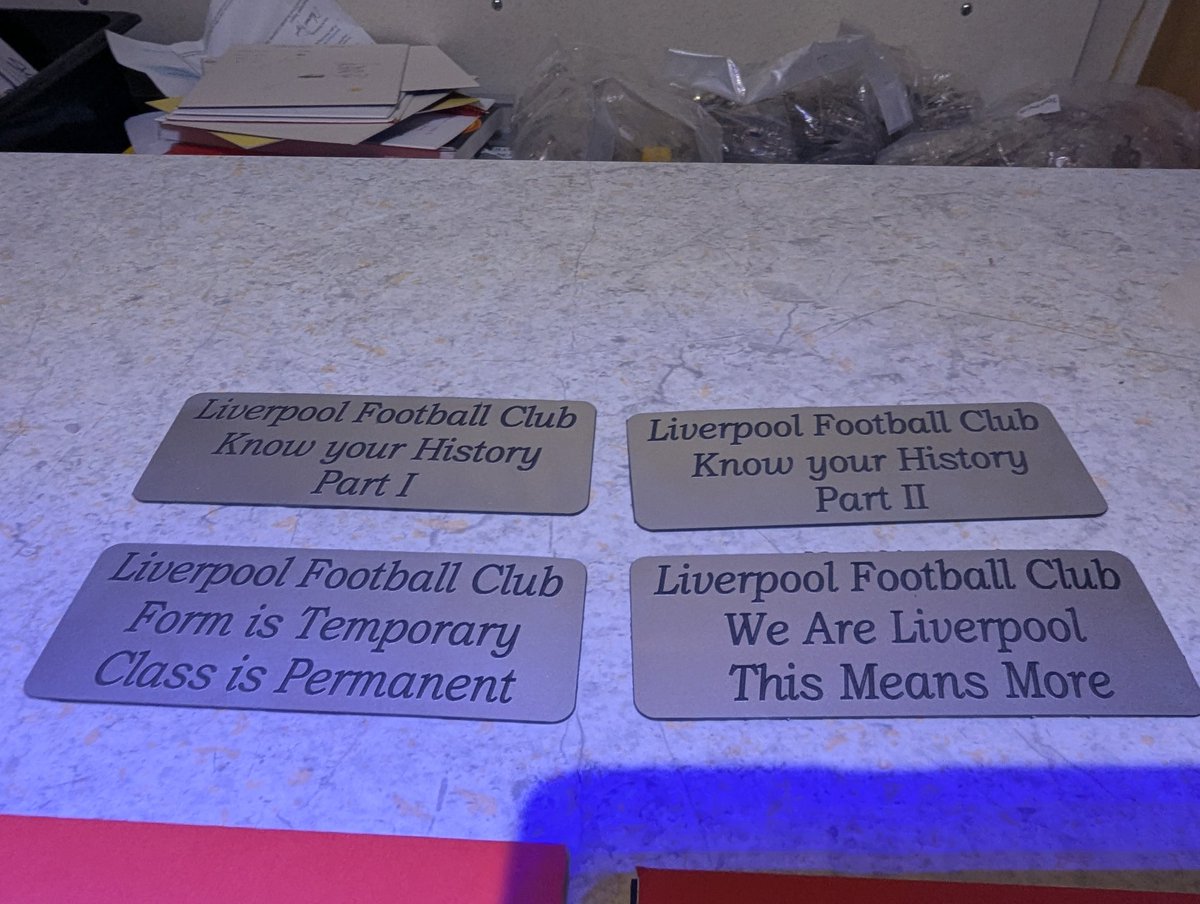 Liverpool Football Club
Know your History
Part I
Liverpool Football Club
Know your History
Part II
Liverpool Football Club
Form is Temporary
Class is Permanent
Liverpool Football Club
We Are Liverpool
This Means More